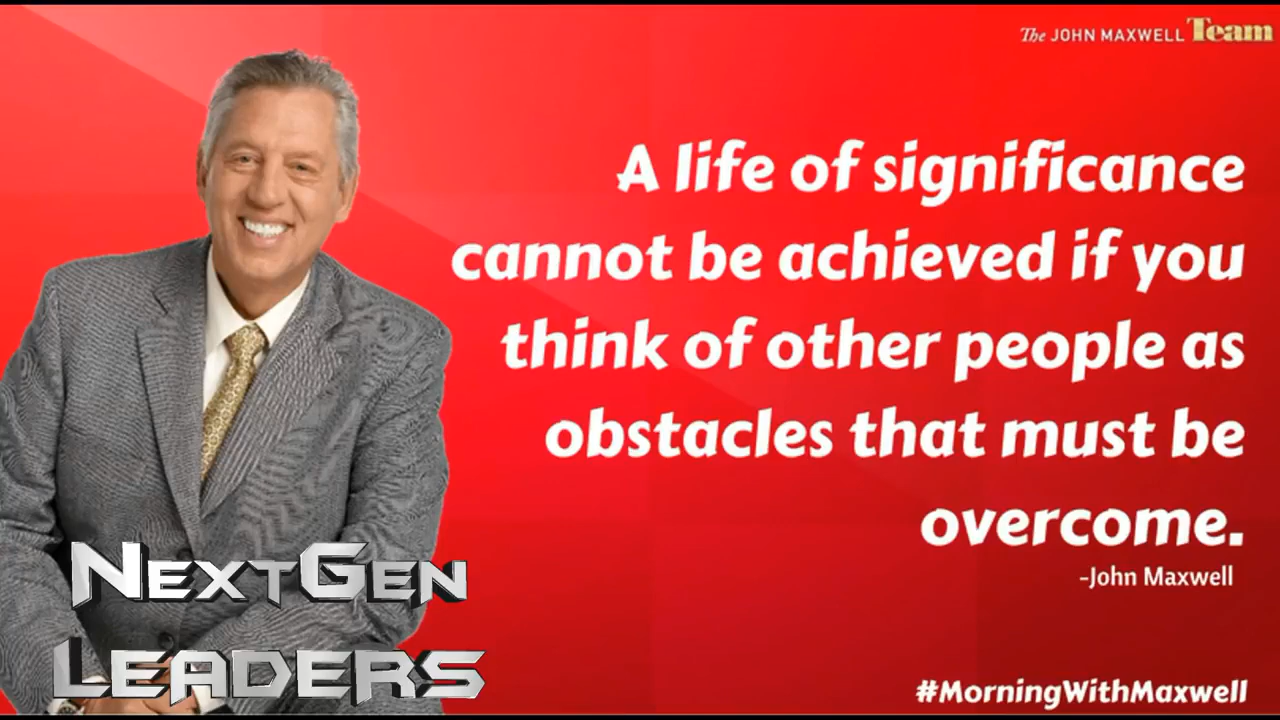 The JOHN MAXWELL Team
A life of significance
cannot be achieved if you
think of other people as
obstacles that must be
overcome.
-John Maxwell
NEXTGEN
LEADERS
#MorningWithMaxwell